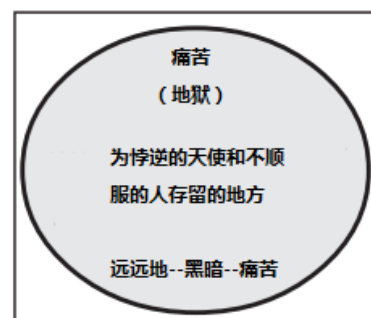 痛苦
（地狱）
为悖逆的天使和不顺
服的人存留的地方
远远地--黑暗--痛苦